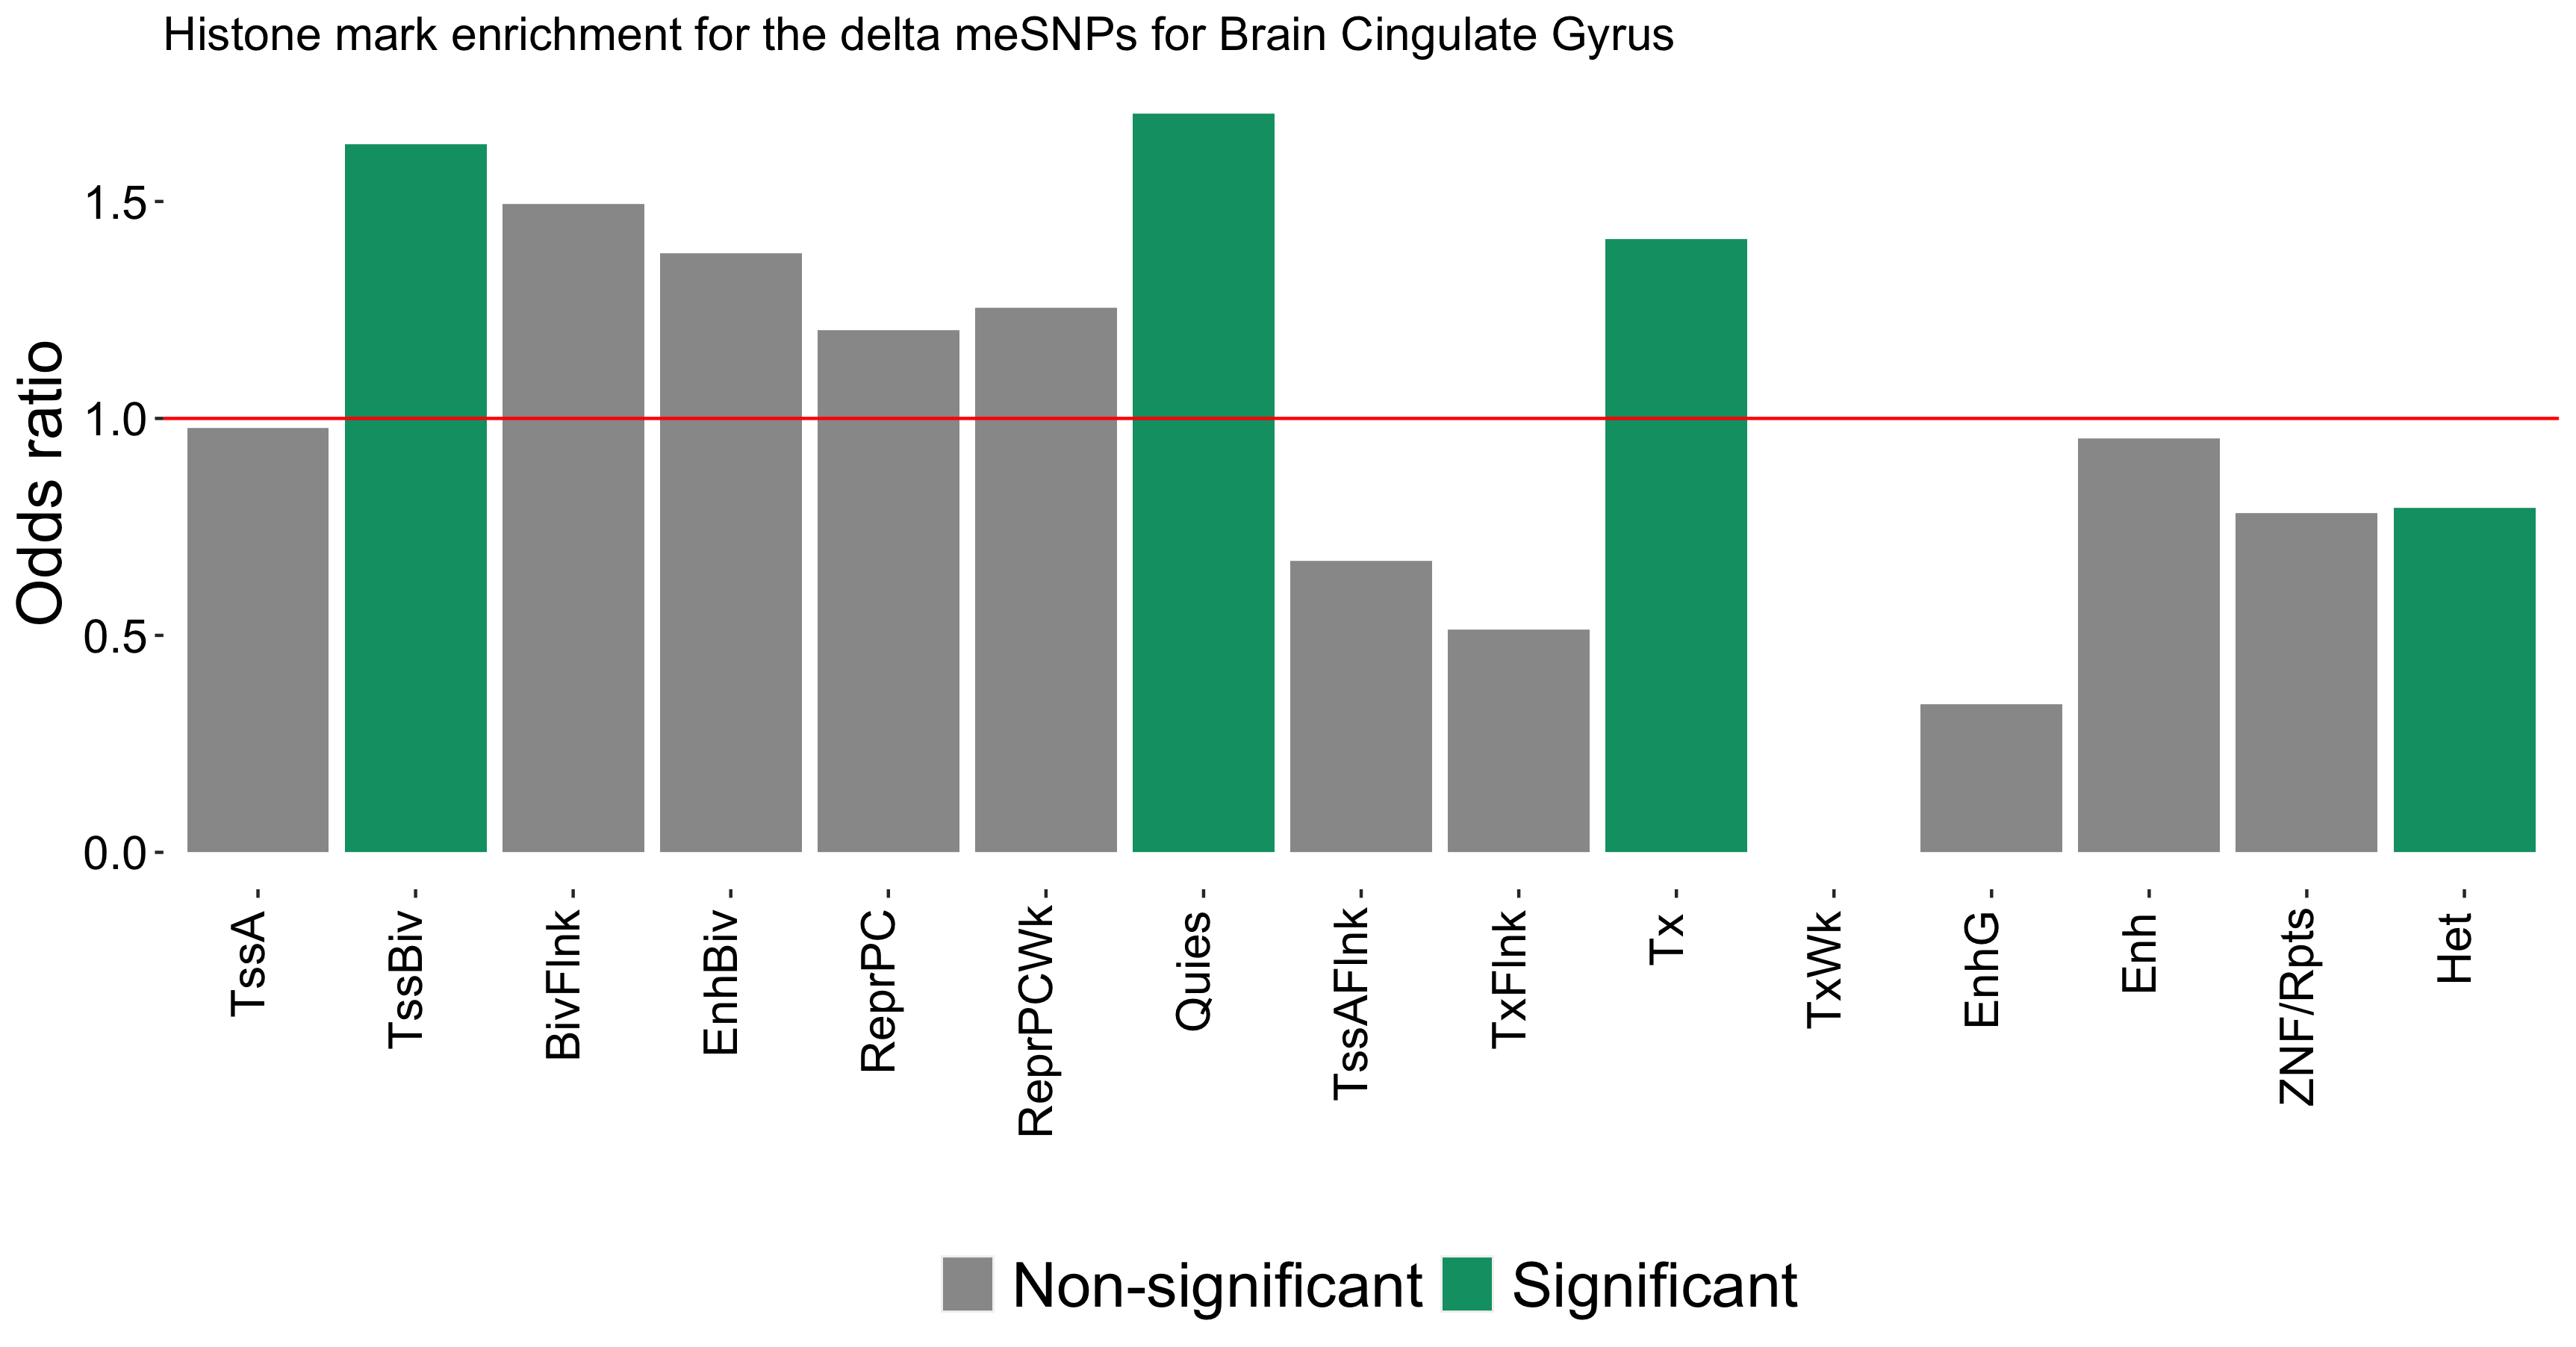 Histone mark enrichment for the delta meSNPs for Brain Cingulate Gyrus
Odds ratio
1.5
1.0
0.5
0.0
TssA
TssBiv
BivFlnk
EnhBiv
ReprPC
ReprPCWk
Quies
TssAFlnk
TxFlnk
Tx
TxWk
EnhG
Enh
ZNF/Rpts
Het
Non-significant
Significant